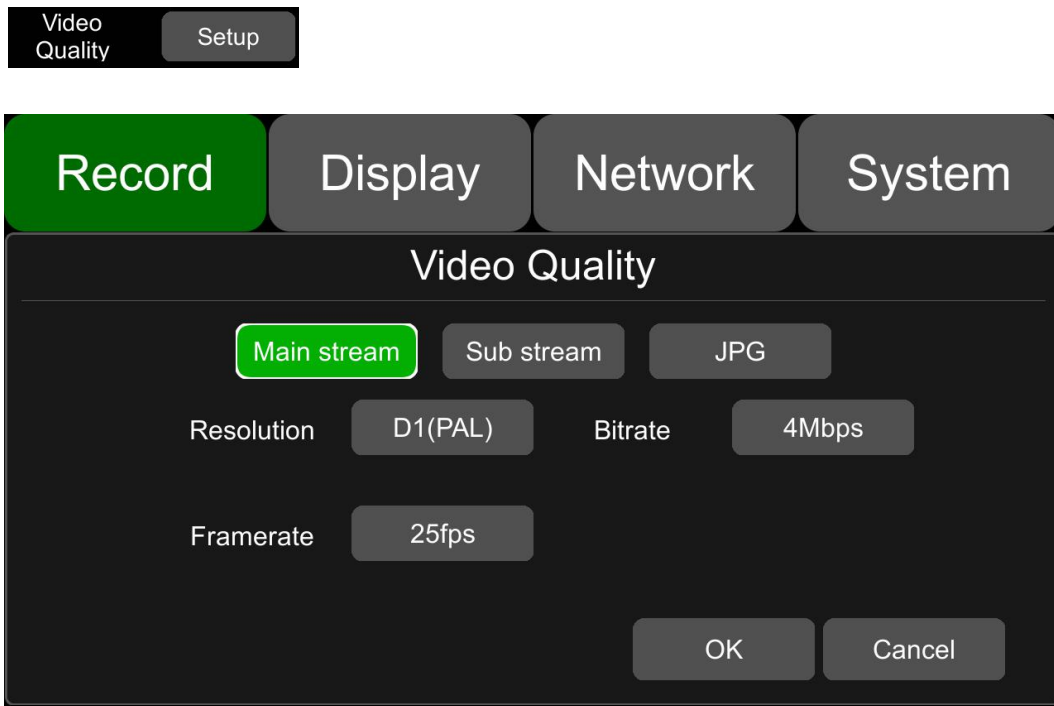 Video
Quality
Setup
Record Display Network System
Video Quality
Main stream Sub stream JPG
Resolution D1(PAL) Bitrate 4Mbps
Framerate 25fps
OK Cancel